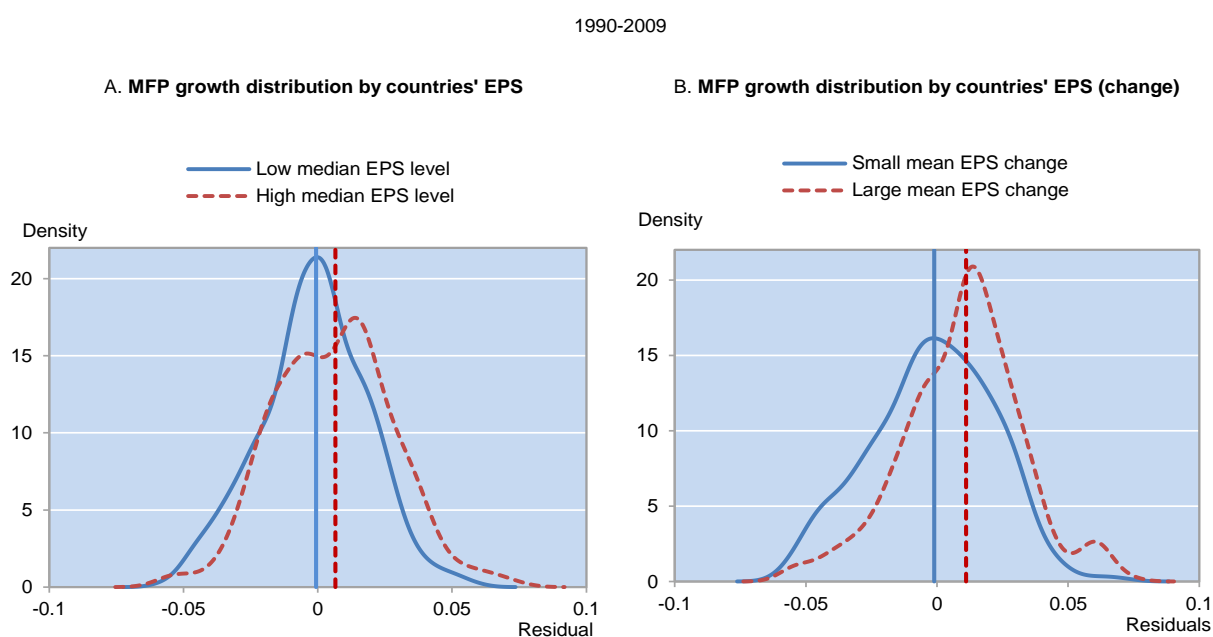 1990-2009
A. MFP growth distribution by countries' EPS
Low median EPS level
High median EPS level
Density
20
15
10
5
0
-0.1
-0.05
0
0.05
0.1
Residual
B. MFP growth distribution by countries' EPS (change)
Small mean EPS change
Large mean EPS change
Density
20
15
10
5
0
-0.1
-0.05
0
0.05
0.1
Residuals